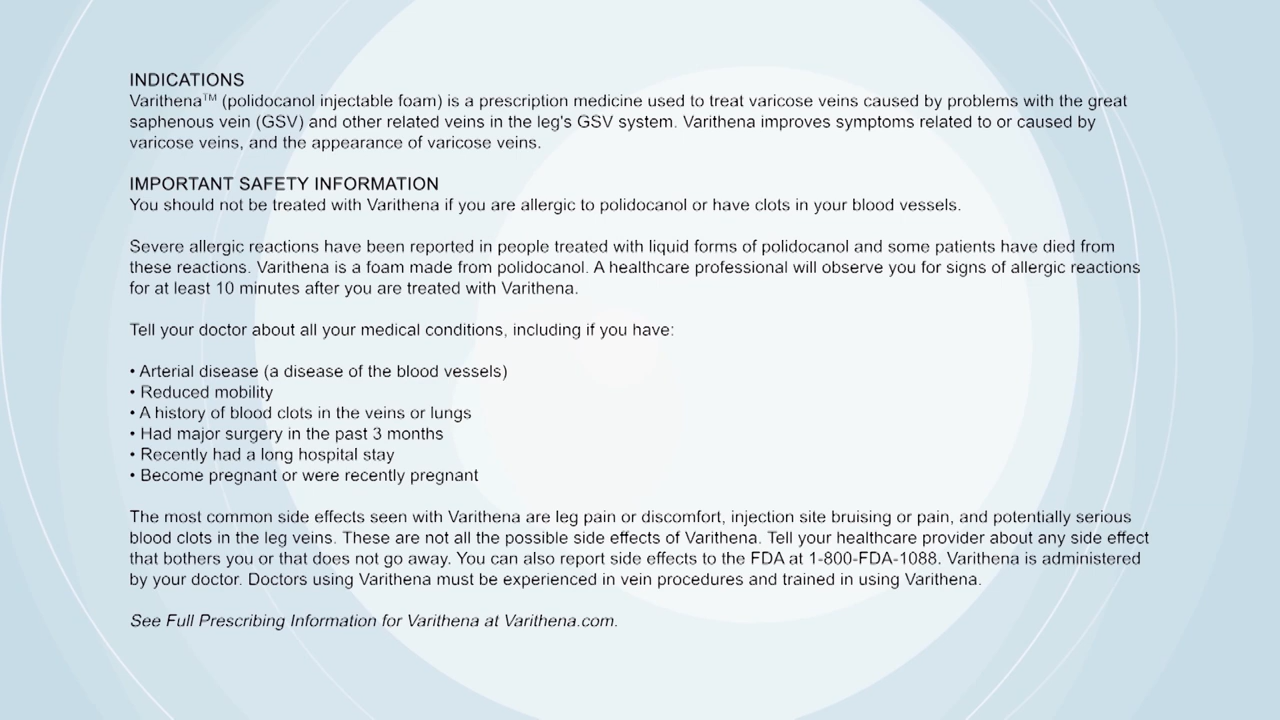 INDICATIONS
Varithena™ (polidocanol injectable foam) is a prescription medicine used to treat varicose veins caused by problems with the great
saphenous vein (GSV) and other related veins in the leg's GSV system. Varithena improves symptoms related to or caused by
varicose veins, and the appearance of varicose veins.
IMPORTANT SAFETY INFORMATION
You should not be treated with Varithena if you are allergic to polidocanol or have clots in your blood vessels.
Severe allergic reactions have been reported in people treated with liquid forms of polidocanol and some patients have died from
these reactions. Varithena is a foam made from polidocanol. A healthcare professional will observe you for signs of allergic reactions
for at least 10 minutes after you are treated with Varithena.
Tell your doctor about all your medical conditions, including if you have:
• Arterial disease (a disease of the blood vessels)
• Reduced mobility
• A history of blood clots in the veins or lungs
• Had major surgery in the past 3 months
• Recently had a long hospital stay
• Become pregnant or were recently pregnant
The most common side effects seen with Varithena are leg pain or discomfort, injection site bruising or pain, and potentially serious
blood clots in the leg veins. These are not all the possible side effects of Varithena. Tell your healthcare provider about any side effect
that bothers you or that does not go away. You can also report side effects to the FDA at 1-800-FDA-1088. Varithena is administered
by your doctor. Doctors using Varithena must be experienced in vein procedures and trained in using Varithena.
See Full Prescribing Information for Varithena at Varithena.com.